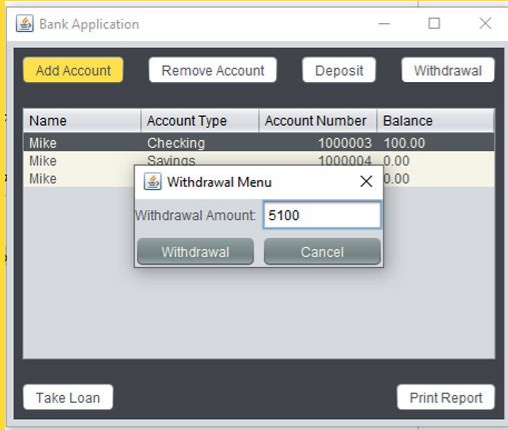 Bank Application
Add Account Remove Account Deposit Withdrawal
Name Account Type Account Number Balance
Mike Checking 1000003 100.00
Mike Savings 1000004 0.00
Mike 0.00
Withdrawal Menu
Withdrawal Amount: 5100
Withdrawal Cancel
Take Loan Print Report